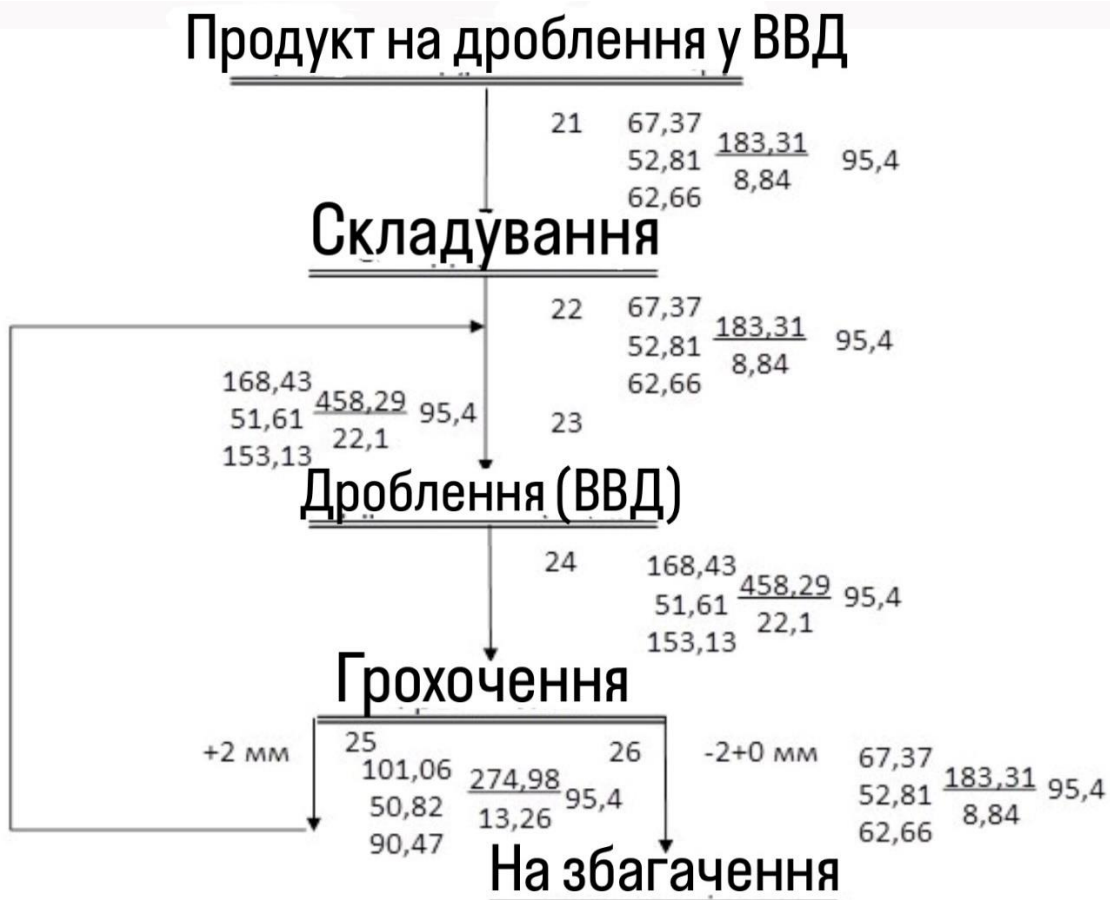 Продукт на дроблення у ВВД
21 67,37
52,81 183,31 95,4
62,66 8,84
Складування
22 67,37
52,81 183,31 95,4
62,66 8,84
168,43
51,61 458,29 95,4 23
153,13 22,1
Дроблення (ВВД)
24 168,43
51,61 458,29 95,4
153,13 22,1
Грохочення
+2 мм 25 101,06
50,82 274,98 95,4
90,47 13,26
26 -2+0 мм 67,37
52,81 183,31 95,4
62,66 8,84
На збагачення